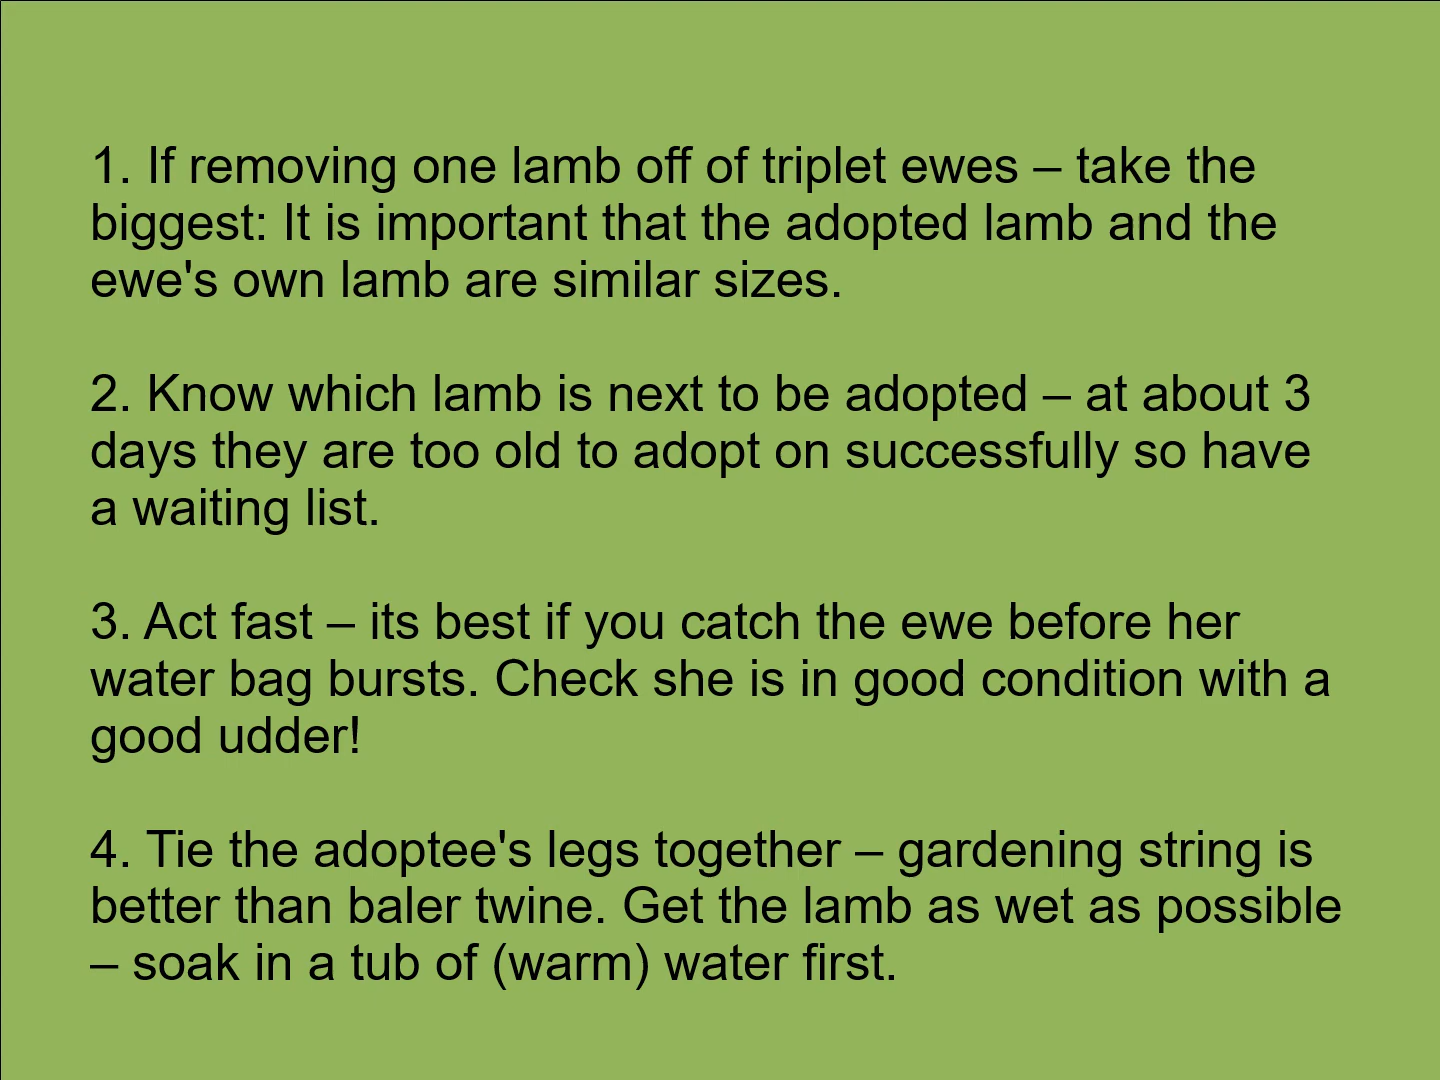 1. If removing one lamb off of triplet ewes – take the
biggest: It is important that the adopted lamb and the
ewe's own lamb are similar sizes.
2. Know which lamb is next to be adopted – at about 3
days they are too old to adopt on successfully so have
a waiting list.
3. Act fast – its best if you catch the ewe before her
water bag bursts. Check she is in good condition with a
good udder!
4. Tie the adoptee's legs together – gardening string is
better than baler twine. Get the lamb as wet as possible
– soak in a tub of (warm) water first.